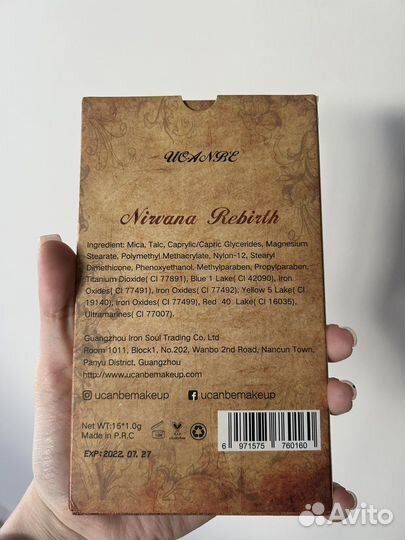 UCANBE
Nirvana Rebirth
Ingredient: Mica, Talc, Caprylic/Capric Glycerides, Magnesium
Stearate, Polymethyl Methacrylate, Nylon-12, Stearyl
Dimethicone, Phenoxyethanol, Methylparaben, Propylparaben,
Titanium Dioxide( CI 77891), Blue 1 Lake( CI 42090), Iron
Oxides( CI 77491), Iron Oxides( CI 77492), Yellow 5 Lake( CI
19140), Iron Oxides( CI 77499), Red 40 Lake( CI 16035),
Ultramarines( CI 77007).
Guangzhou Iron Soul Trading Co., Ltd
Room 1011, Block1, No.202, Wanbo 2nd Road, Nancun Town,
Panyu District, Guangzhou
http://www.ucanbemakeup.com
ucanbemakeup
ucanbemakeup
Net WT:15*1.0g
Made in P.R.C
EXP: 2022. 07. 27
6 971575 760160
Avito